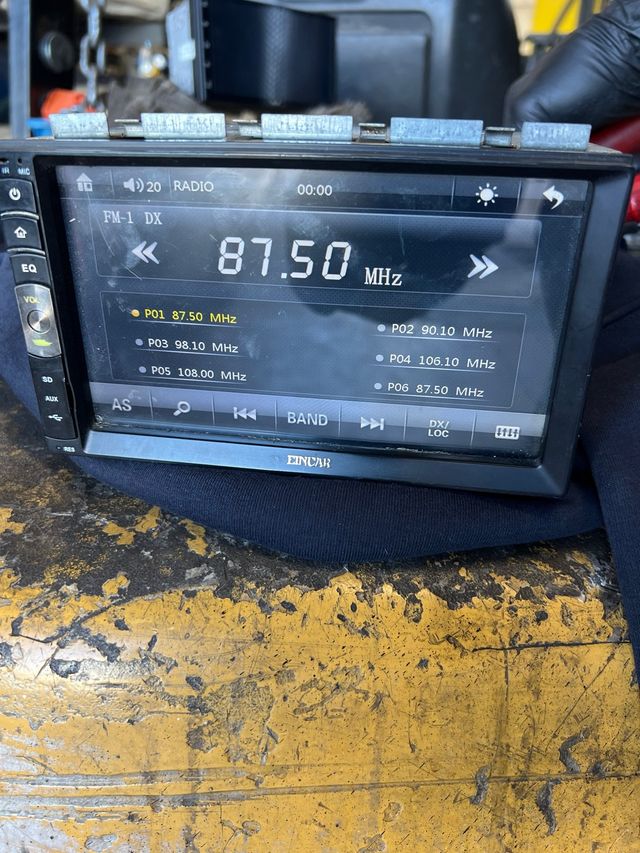 IR MIC
20 RADIO 00:00
FM-1 DX
87.50 MHz
P01 87.50 MHz
P02 90.10 MHz
P03 98.10 MHz
P04 106.10 MHz
P05 108.00 MHz
P06 87.50 MHz
AS BAND DX/
LOC
EQ
VOL
SD
AUX
RES
EINCAR